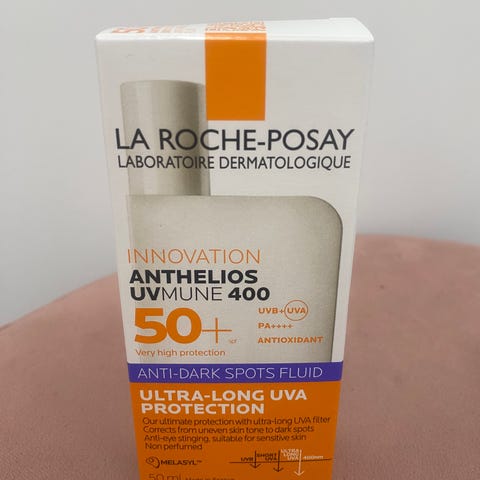 LA ROCHE-POSAY
LABORATOIRE DERMATOLOGIQUE
INNOVATION
ANTHELIOS
UVMUNE 400
50+
SPF
Very high protection
UVB+UVA
PA++++
ANTIOXIDANT
ANTI-DARK SPOTS FLUID
ULTRA-LONG UVA
PROTECTION
Our ultimate protection with ultra-long UVA filter
Corrects from uneven skin tone to dark spots
Anti-eye stinging, suitable for sensitive skin
Non perfumed
MELASYL™
UVB
SHORT UVA
ULTRA LONG UVA
400nm
50 ml